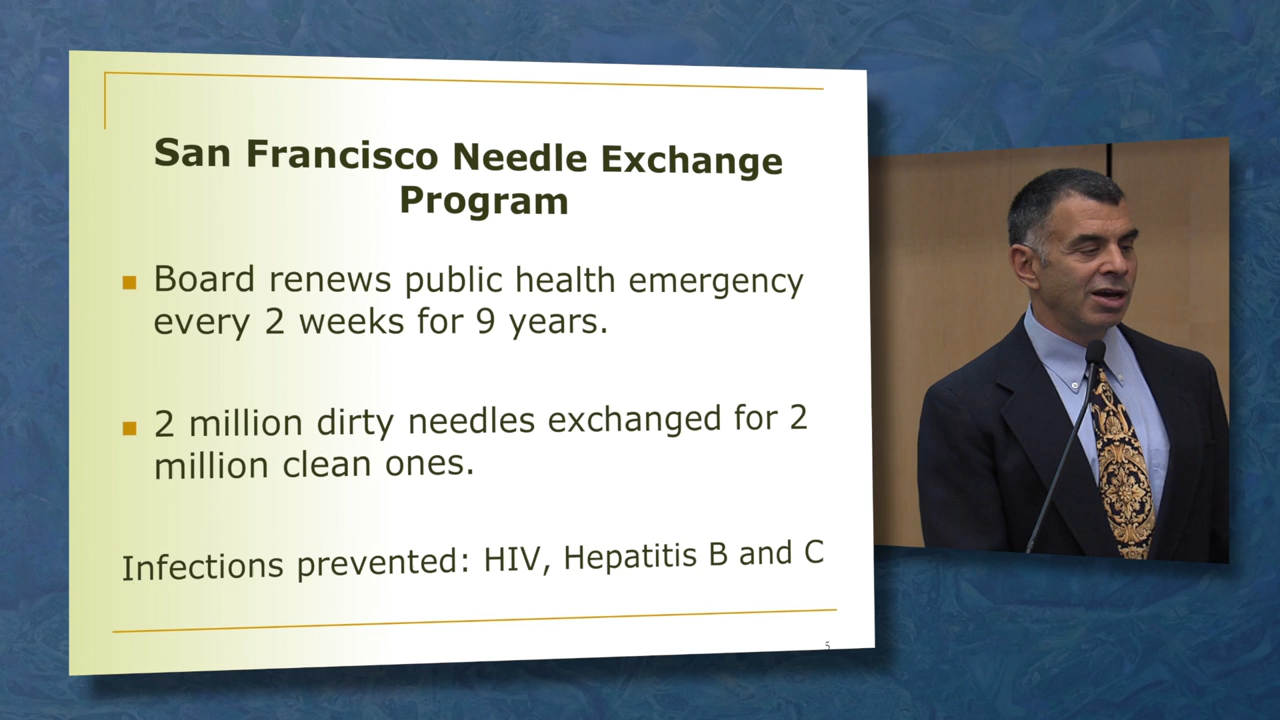 San Francisco Needle Exchange
Program
Board renews public health emergency
every 2 weeks for 9 years.
2 million dirty needles exchanged for 2
million clean ones.
Infections prevented: HIV, Hepatitis B and C
5